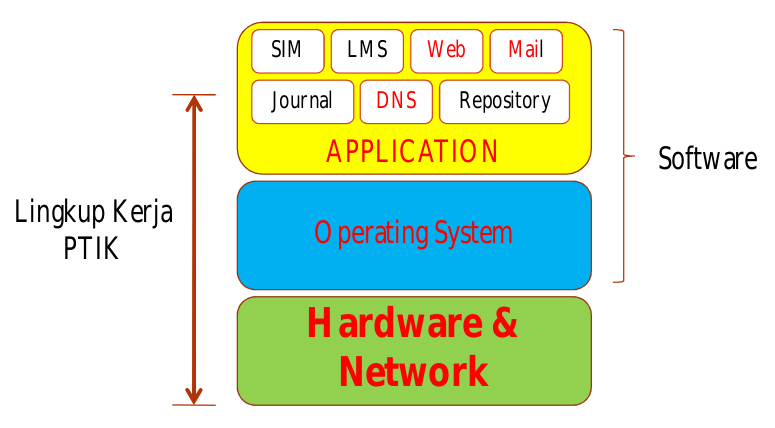 SIM LMS Web Mail
Journal DNS Repository
APPLICATION
Software
Lingkup Kerja
PTIK
Operating System
Hardware &
Network